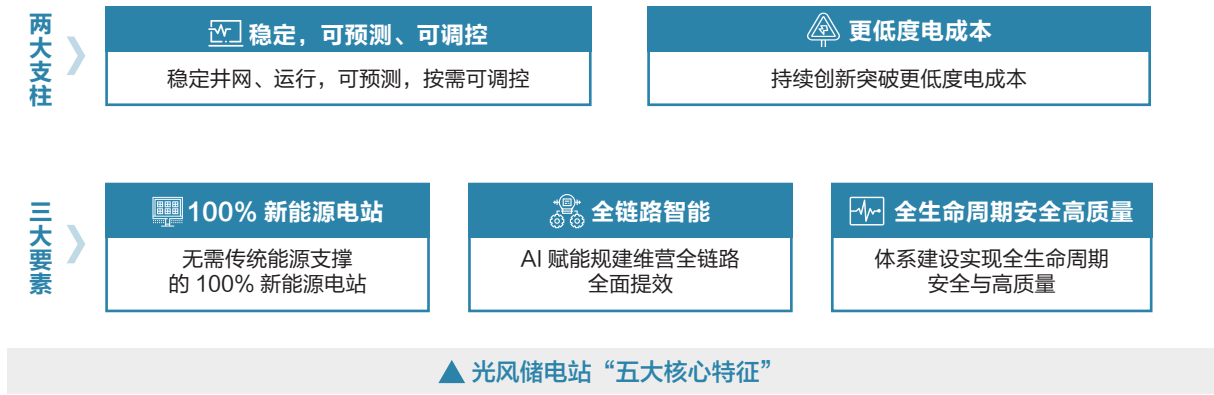 两大支柱
稳定，可预测、可调控
稳定井网、运行，可预测，按需可调控
更低度电成本
持续创新突破更低度电成本
三大要素
100% 新能源电站
无需传统能源支撑
的 100% 新能源电站
全链路智能
AI 赋能规建维营全链路
全面提效
全生命周期安全高质量
体系建设实现全生命周期
安全与高质量
▲ 光风储电站“五大核心特征”